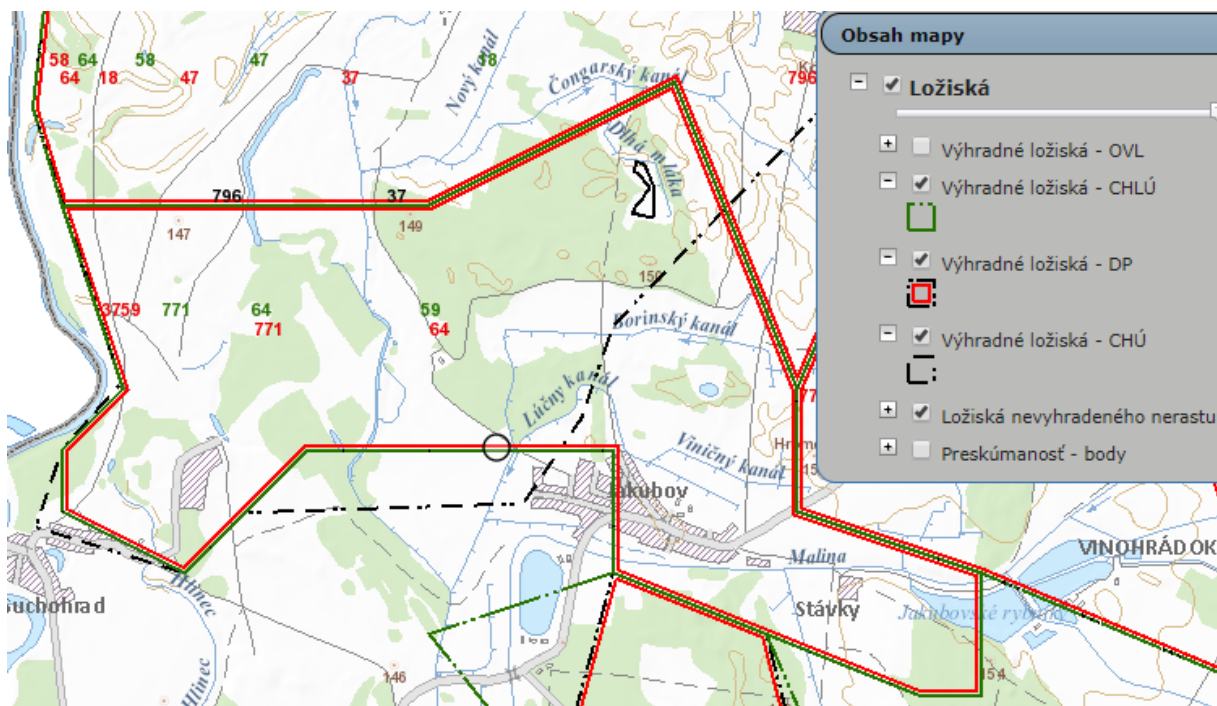 Obsah mapy
Ložiská
Výhradné ložiská - OVL
Výhradné ložiská - CHLÚ
Výhradné ložiská - DP
Výhradné ložiská - CHÚ
Ložiská nevyhradeného nerastu
Preskúmanosť - body
58 64 58 47 18
64 18 47 37 796
Nový kanál
Čongarský kanál
Dlhá mláka
796 37
147
149
150
3759 771 64 59
771 64
Borinský kanál
Lúčny kanál
Viničný kanál
Jakubov
Malina
VINOHRÁDOK
Hlinec
Suchohrad
Stávky
Jakubovské rybníky
Hlinec
146
154